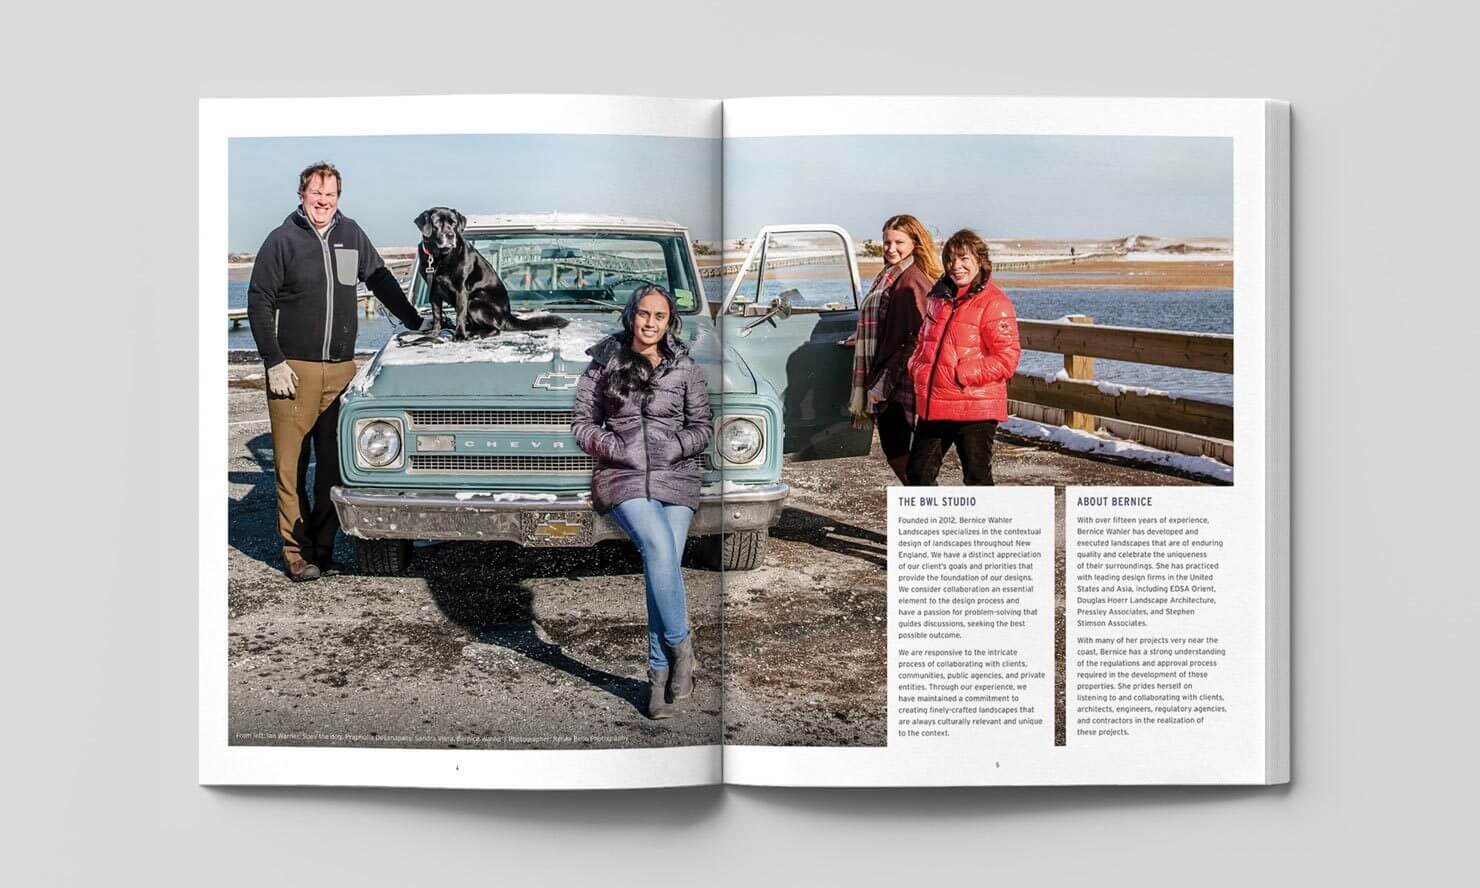 CHEVR
From left: Ian Warner, Suey the dog, Sandra Vieira, Bernice Wahler | Photographer: Renee Bello Photography
4
THE BWL STUDIO
Founded in 2012, Bernice Wahler
Landscapes specializes in the contextual
design of landscapes throughout New
England. We have a distinct appreciation
of our client's goals and priorities that
provide the foundation of our designs.
We consider collaboration an essential
element to the design process and
have a passion for problem-solving that
guides discussions, seeking the best
possible outcome.
We are responsive to the intricate
process of collaborating with clients,
communities, public agencies, and private
entities. Through our experience, we
have maintained a commitment to
creating finely-crafted landscapes that
are always culturally relevant and unique
to the context.
ABOUT BERNICE
With over fifteen years of experience,
Bernice Wahler has developed and
executed landscapes that are of enduring
quality and celebrate the uniqueness
of their surroundings. She has practiced
with leading design firms in the United
States and Asia, including EDSA Orient,
Douglas Hoerr Landscape Architecture,
Pressley Associates, and Stephen
Stimson Associates.
With many of her projects very near the
coast, Bernice has a strong understanding
of the regulations and approval process
required in the development of these
properties. She prides herself on
listening to and collaborating with clients,
architects, engineers, regulatory agencies,
and contractors in the realization of
these projects.
5